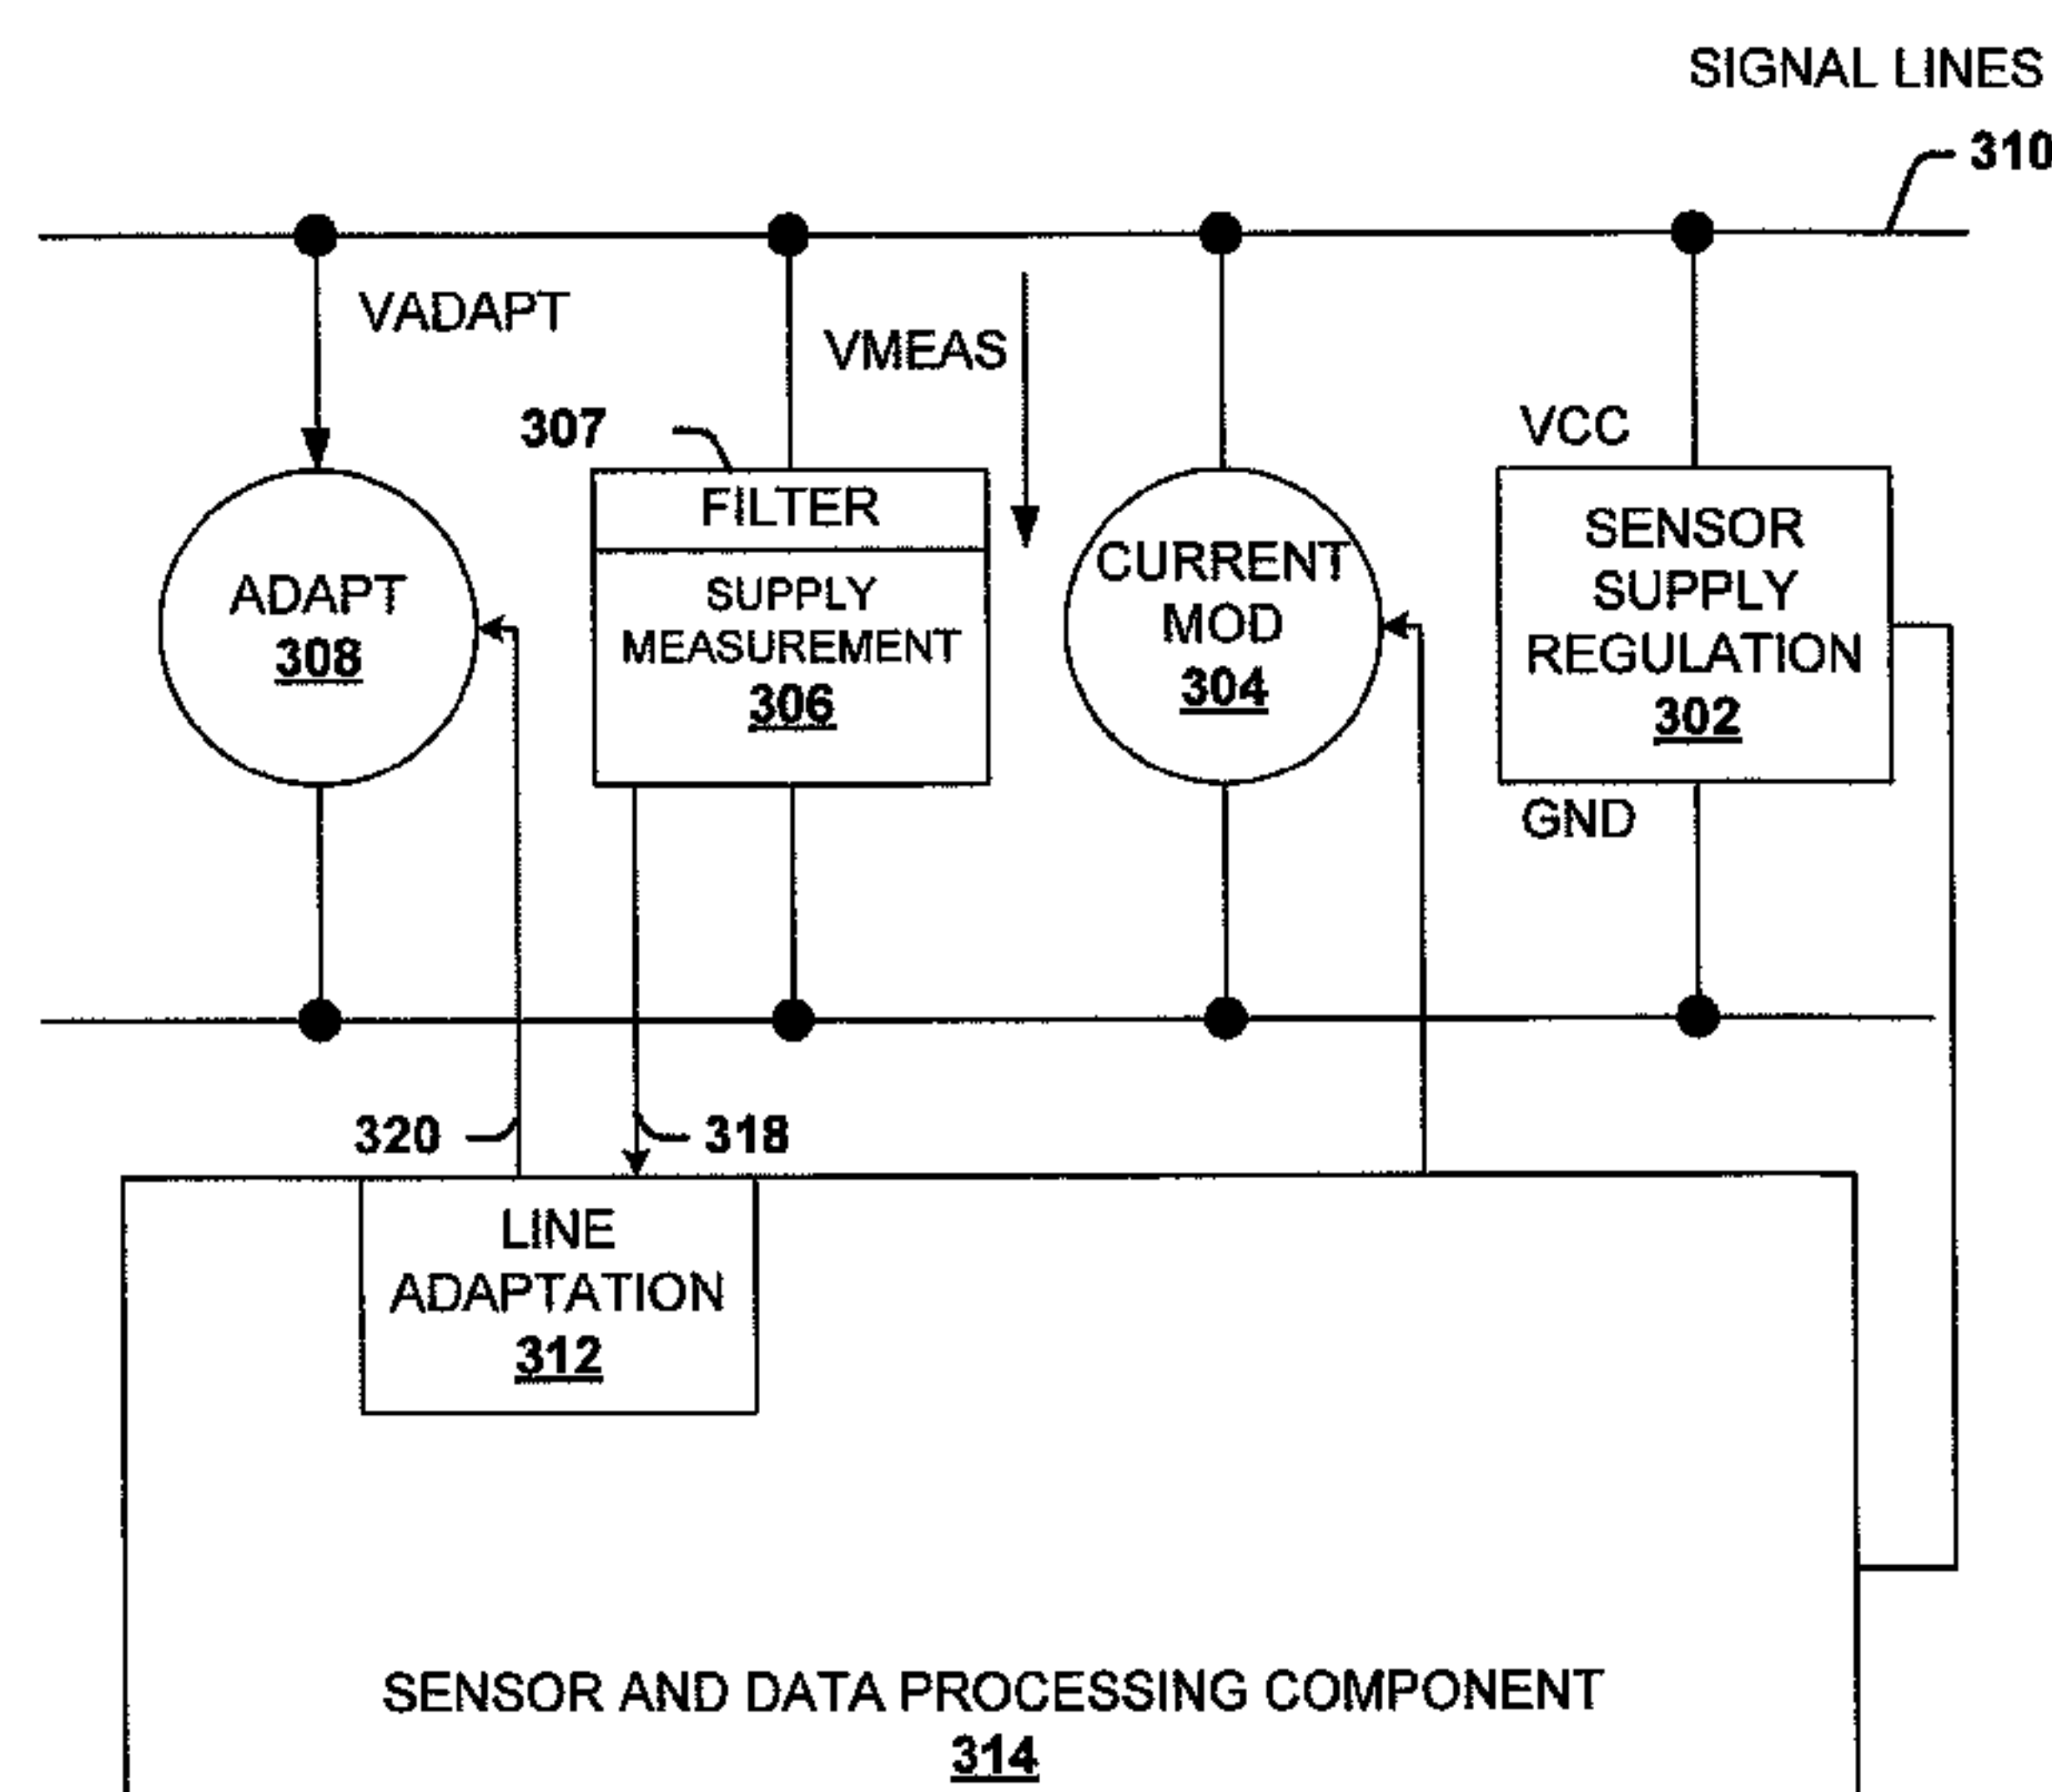 SIGNAL LINES
310
VADAPT
VMEAS
307
VCC
FILTER
SUPPLY
MEASUREMENT
306
ADAPT
308
CURRENT
MOD
304
SENSOR
SUPPLY
REGULATION
302
GND
320
318
LINE
ADAPTATION
312
SENSOR AND DATA PROCESSING COMPONENT
314